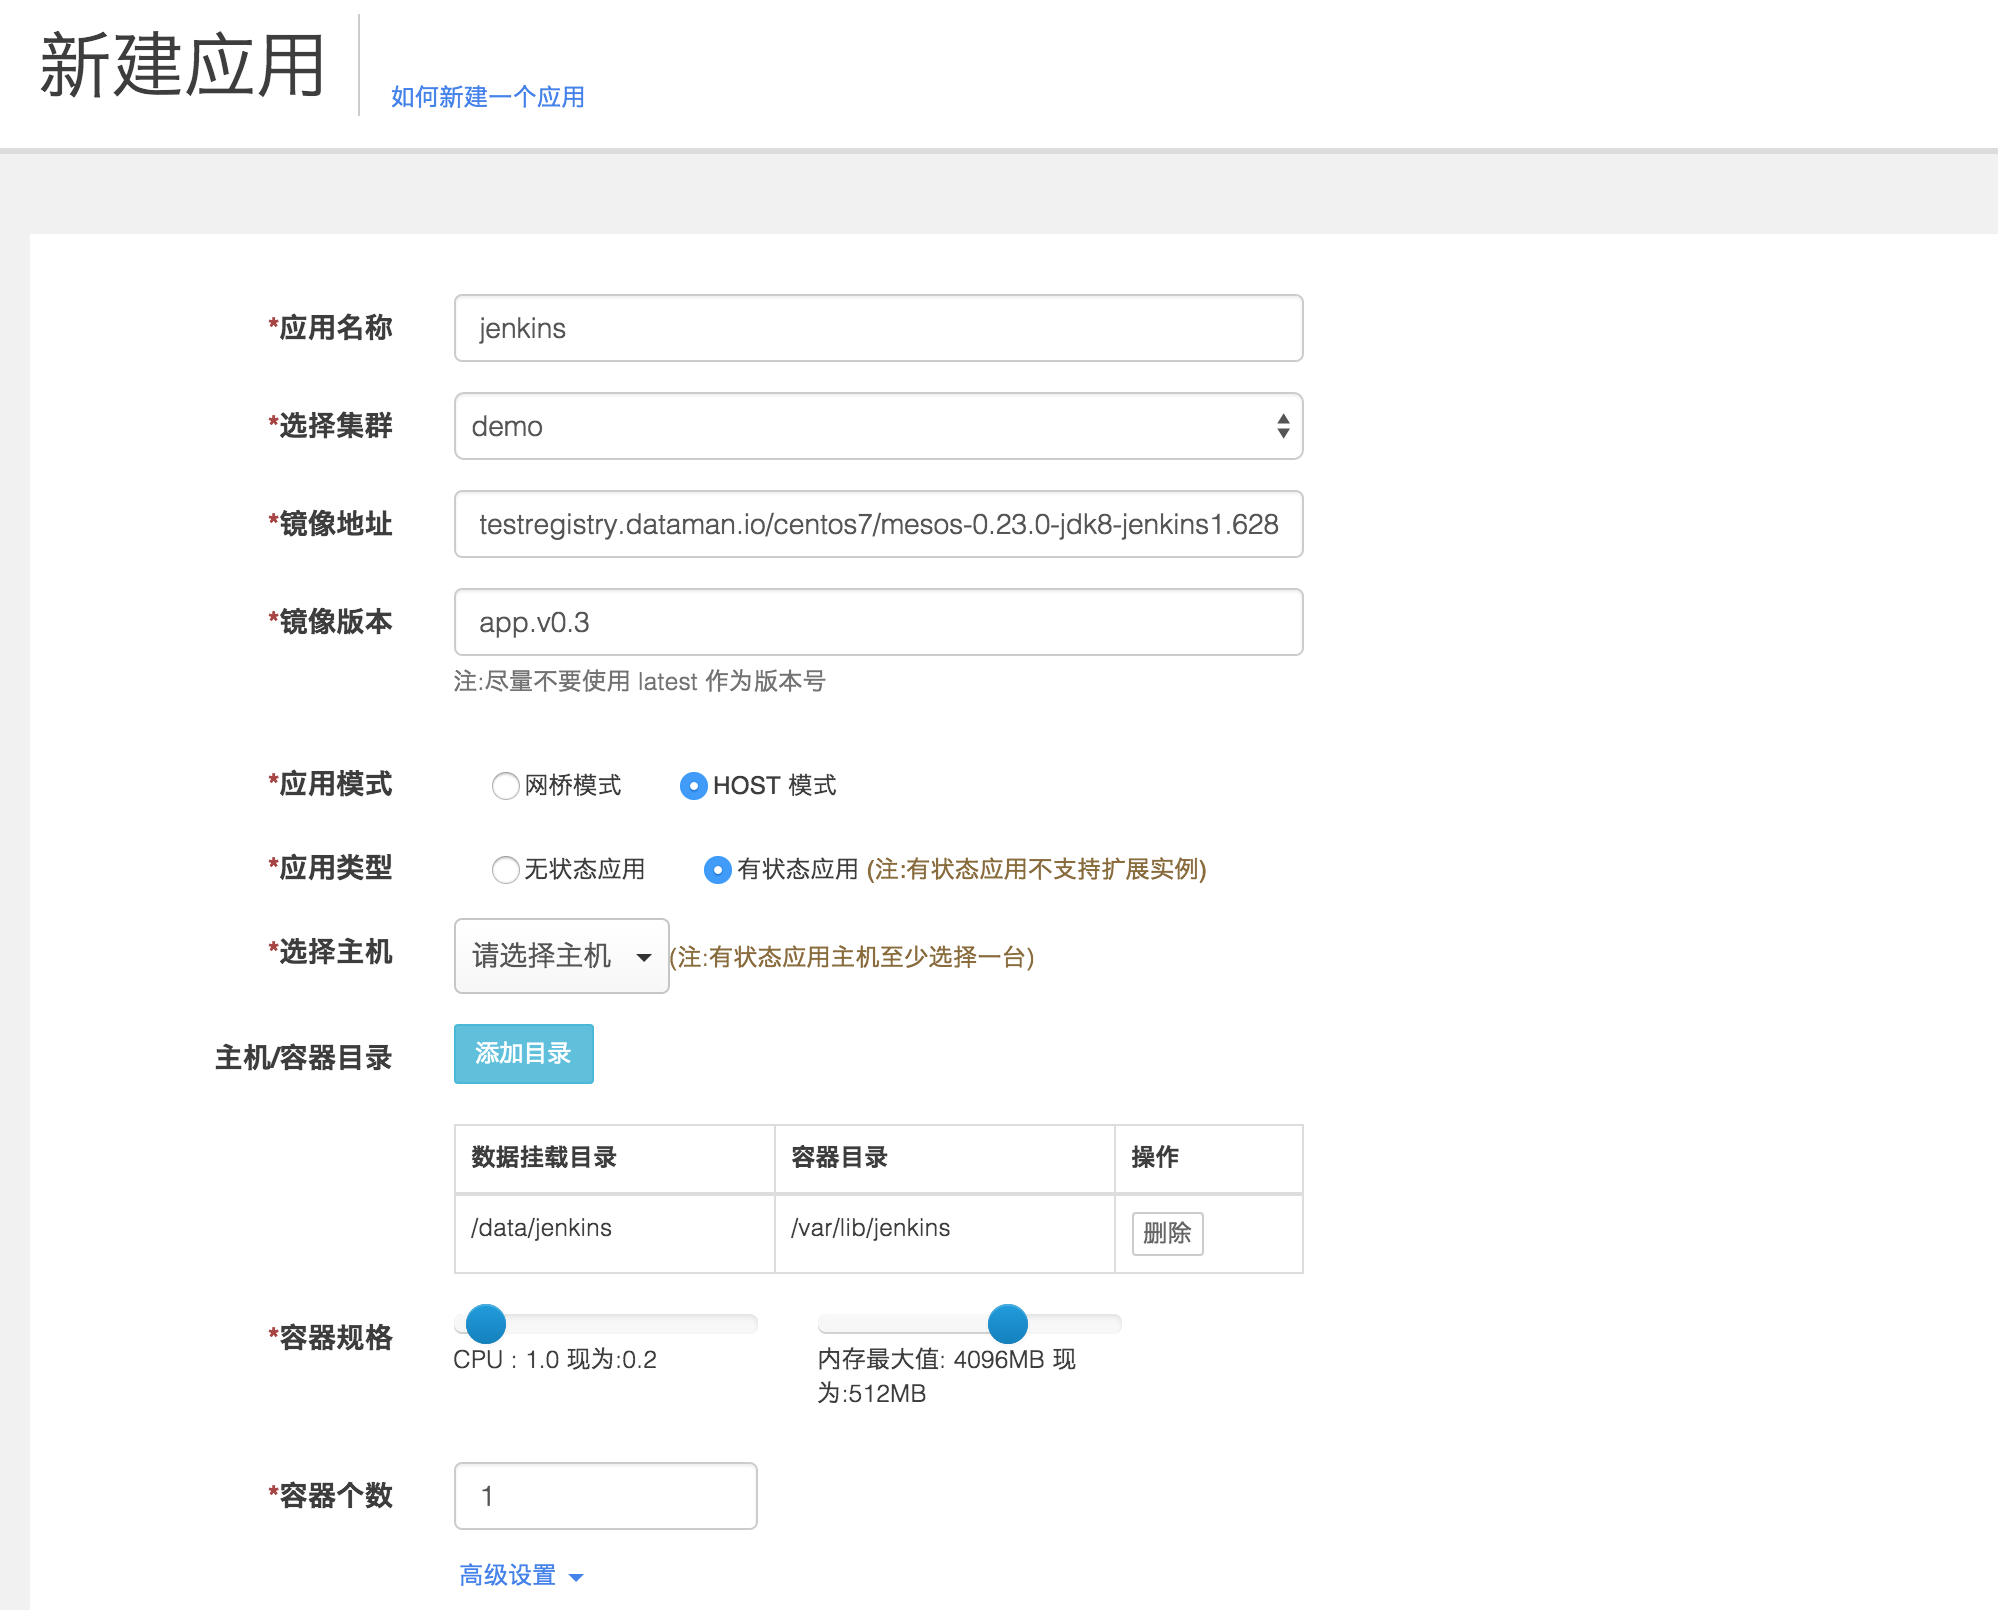 新建应用
如何新建一个应用
*应用名称
jenkins
*选择集群
demo
*镜像地址
testregistry.dataman.io/centos7/mesos-0.23.0-jdk8-jenkins1.628
*镜像版本
app.v0.3
注:尽量不要使用 latest 作为版本号
*应用模式
网桥模式 HOST 模式
*应用类型
无状态应用 有状态应用 (注:有状态应用不支持扩展实例)
*选择主机
请选择主机 (注:有状态应用主机至少选择一台)
主机/容器目录
添加目录
数据挂载目录 容器目录 操作
/data/jenkins /var/lib/jenkins 删除
*容器规格
CPU : 1.0 现为:0.2
内存最大值: 4096MB 现
为:512MB
*容器个数
1
高级设置